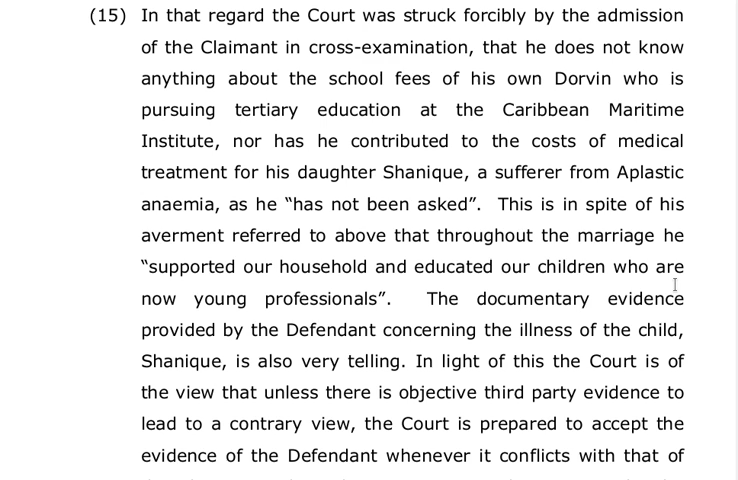 (15) In that regard the Court was struck forcibly by the admission
of the Claimant in cross-examination, that he does not know
anything about the school fees of his own Dorvin who is
pursuing tertiary education at the Caribbean Maritime
Institute, nor has he contributed to the costs of medical
treatment for his daughter Shanique, a sufferer from Aplastic
anaemia, as he “has not been asked”. This is in spite of his
averment referred to above that throughout the marriage he
“supported our household and educated our children who are
now young professionals”. The documentary evidence
provided by the Defendant concerning the illness of the child,
Shanique, is also very telling. In light of this the Court is of
the view that unless there is objective third party evidence to
lead to a contrary view, the Court is prepared to accept the
evidence of the Defendant whenever it conflicts with that of